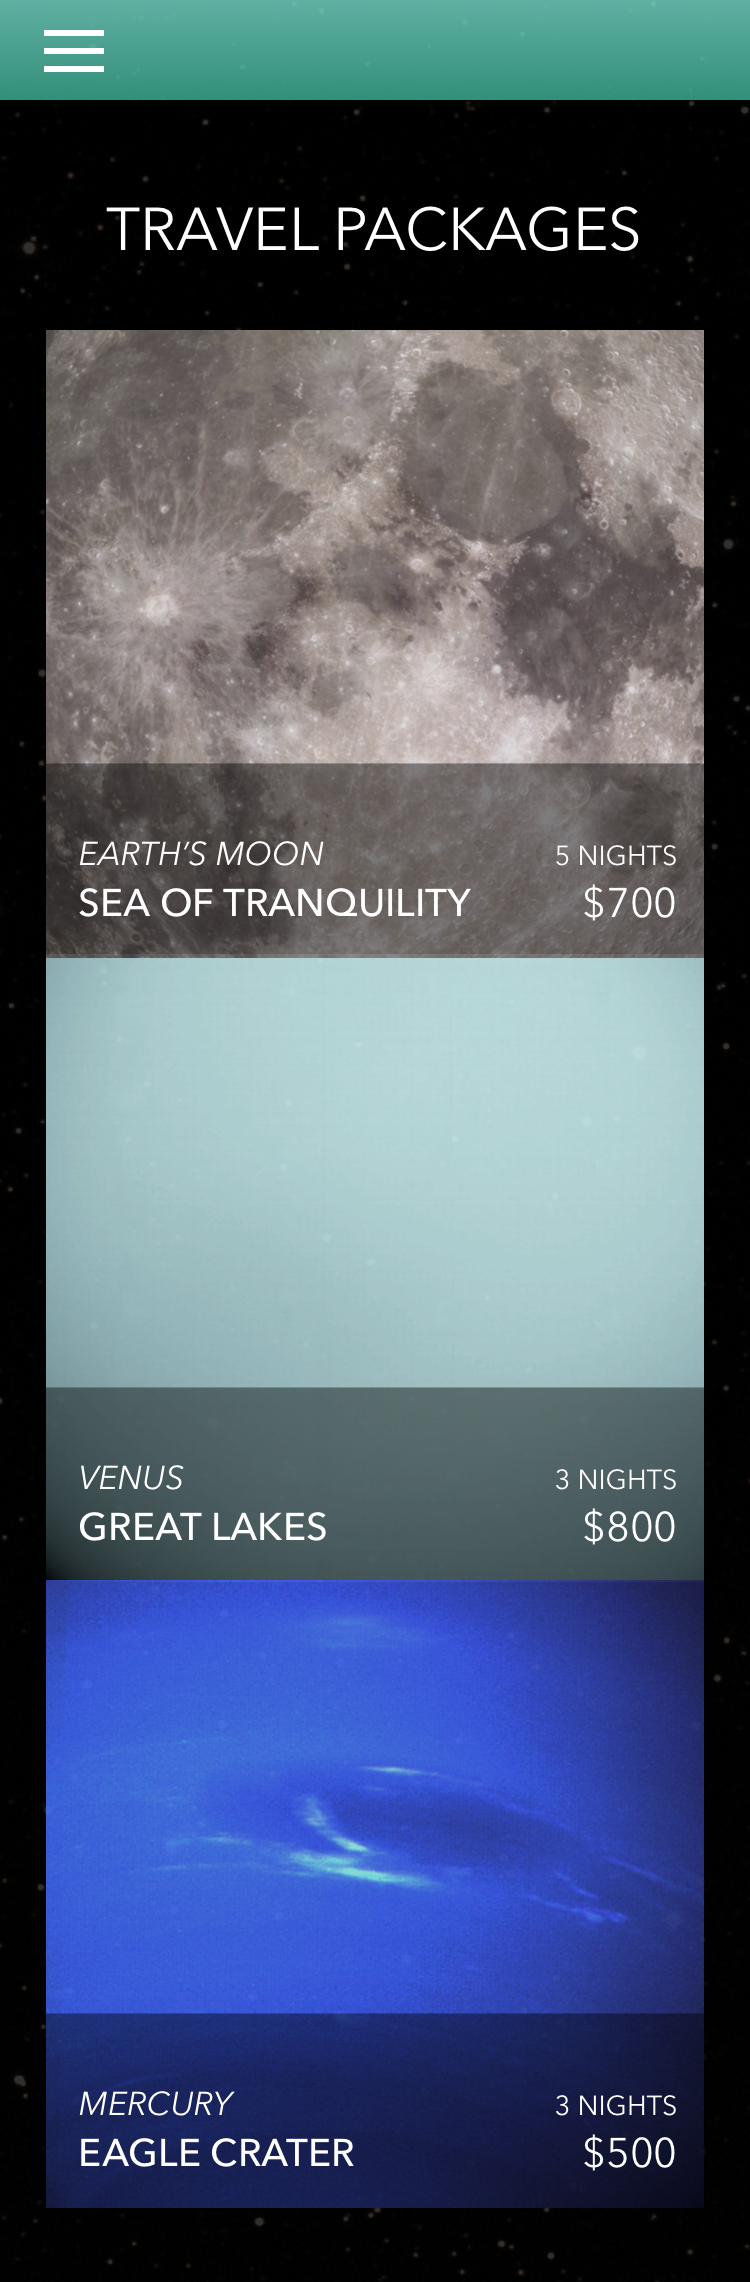 TRAVEL PACKAGES
EARTH’S MOON
5 NIGHTS
SEA OF TRANQUILITY
$700
VENUS
3 NIGHTS
GREAT LAKES
$800
MERCURY
3 NIGHTS
EAGLE CRATER
$500